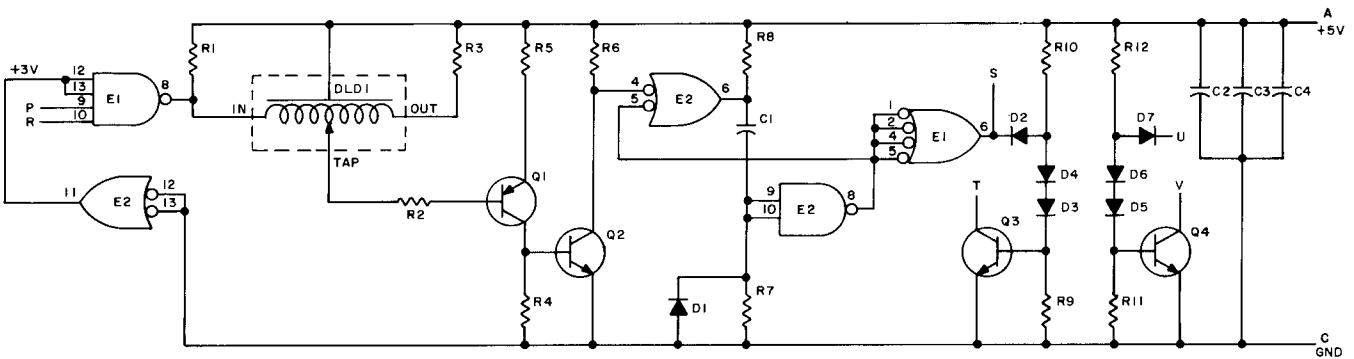 A
+5V
R1
R3
R5
R6
R8
R10
R12
+3V
12
13
9
10
P
R
E1
8
IN
DLD1
OUT
TAP
4
5
E2
6
C1
1
2
4
5
E1
6
S
D2
D7
U
C2
C3
C4
11
E2
12
13
R2
Q1
Q2
9
10
E2
8
D4
D3
D6
D5
T
Q3
V
Q4
R4
D1
R7
R9
R11
C
GND